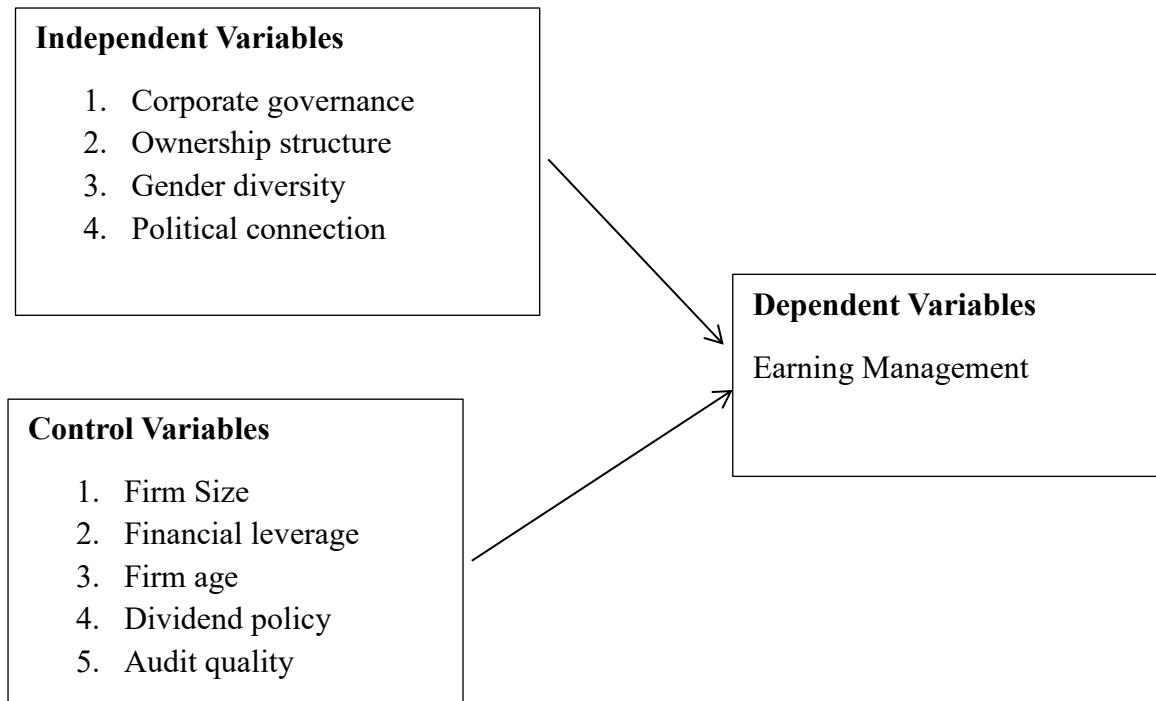 Independent Variables
1. Corporate governance
2. Ownership structure
3. Gender diversity
4. Political connection
Dependent Variables
Earning Management
Control Variables
1. Firm Size
2. Financial leverage
3. Firm age
4. Dividend policy
5. Audit quality